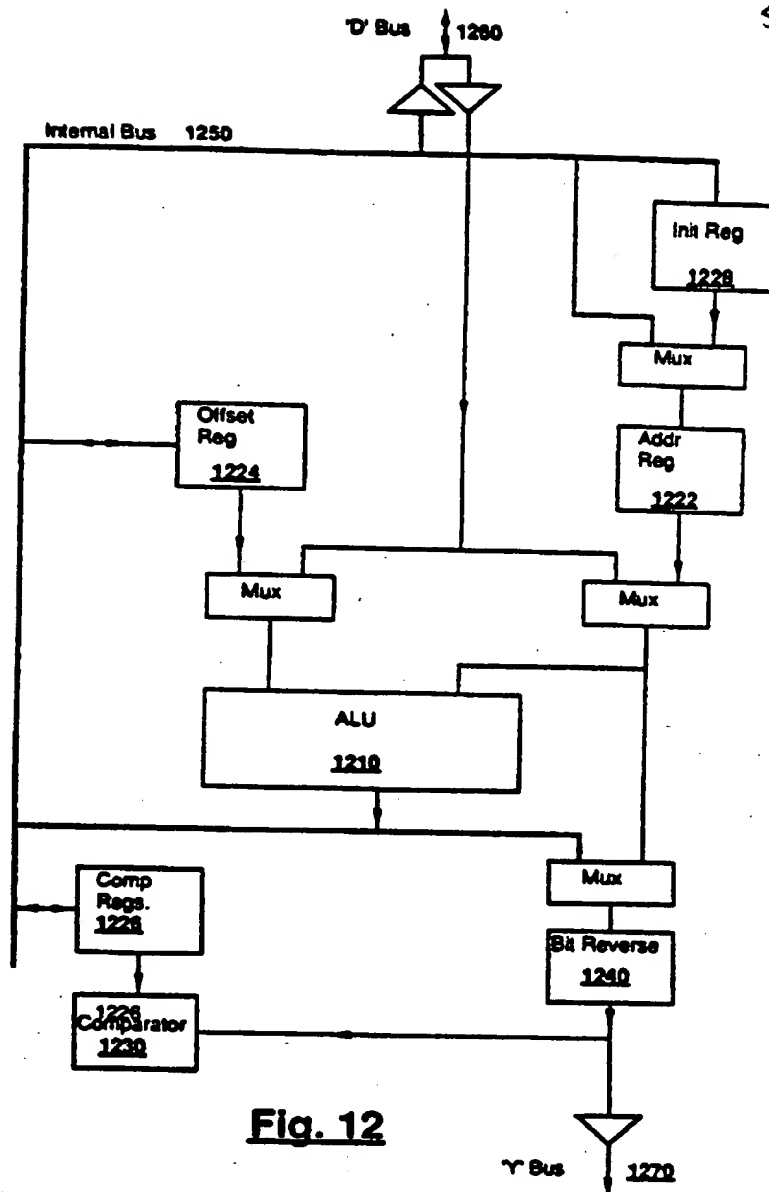 'D' Bus 1260
Internal Bus 1250
Init Reg
1228
Mux
Offset
Reg
1224
Addr
Reg
1222
Mux
Mux
ALU
1210
Comp
Regs.
1226
Mux
Bit Reverse
1240
1226
Comparator
1230
Fig. 12
'Y' Bus 1270